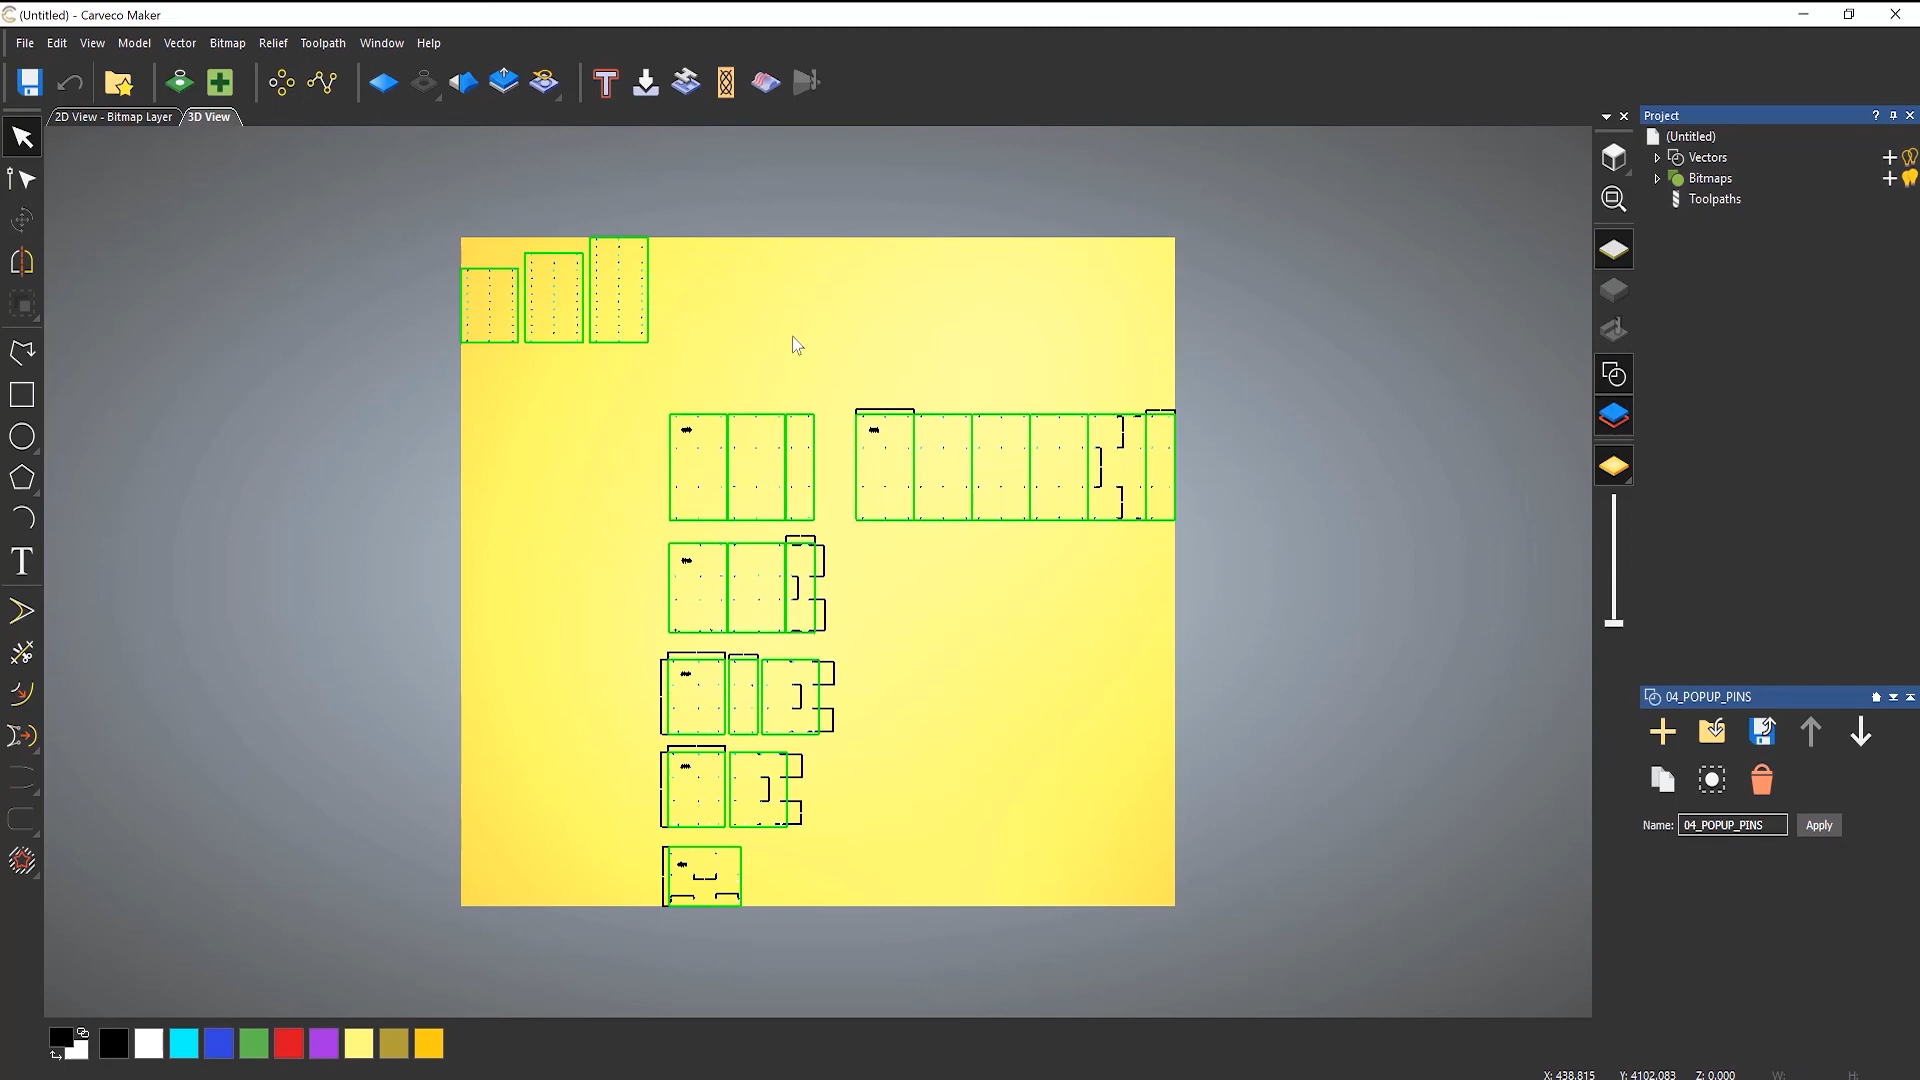 (Untitled) - Carveco Maker
File Edit View Model Vector Bitmap Relief Toolpath Window Help
2D View - Bitmap Layer 3D View
Project
(Untitled)
Vectors
Bitmaps
Toolpaths
04_POPUP_PINS
Name: 04_POPUP_PINS Apply
X: 438.815 Y: 4102.083 Z: 0.000 W: H: